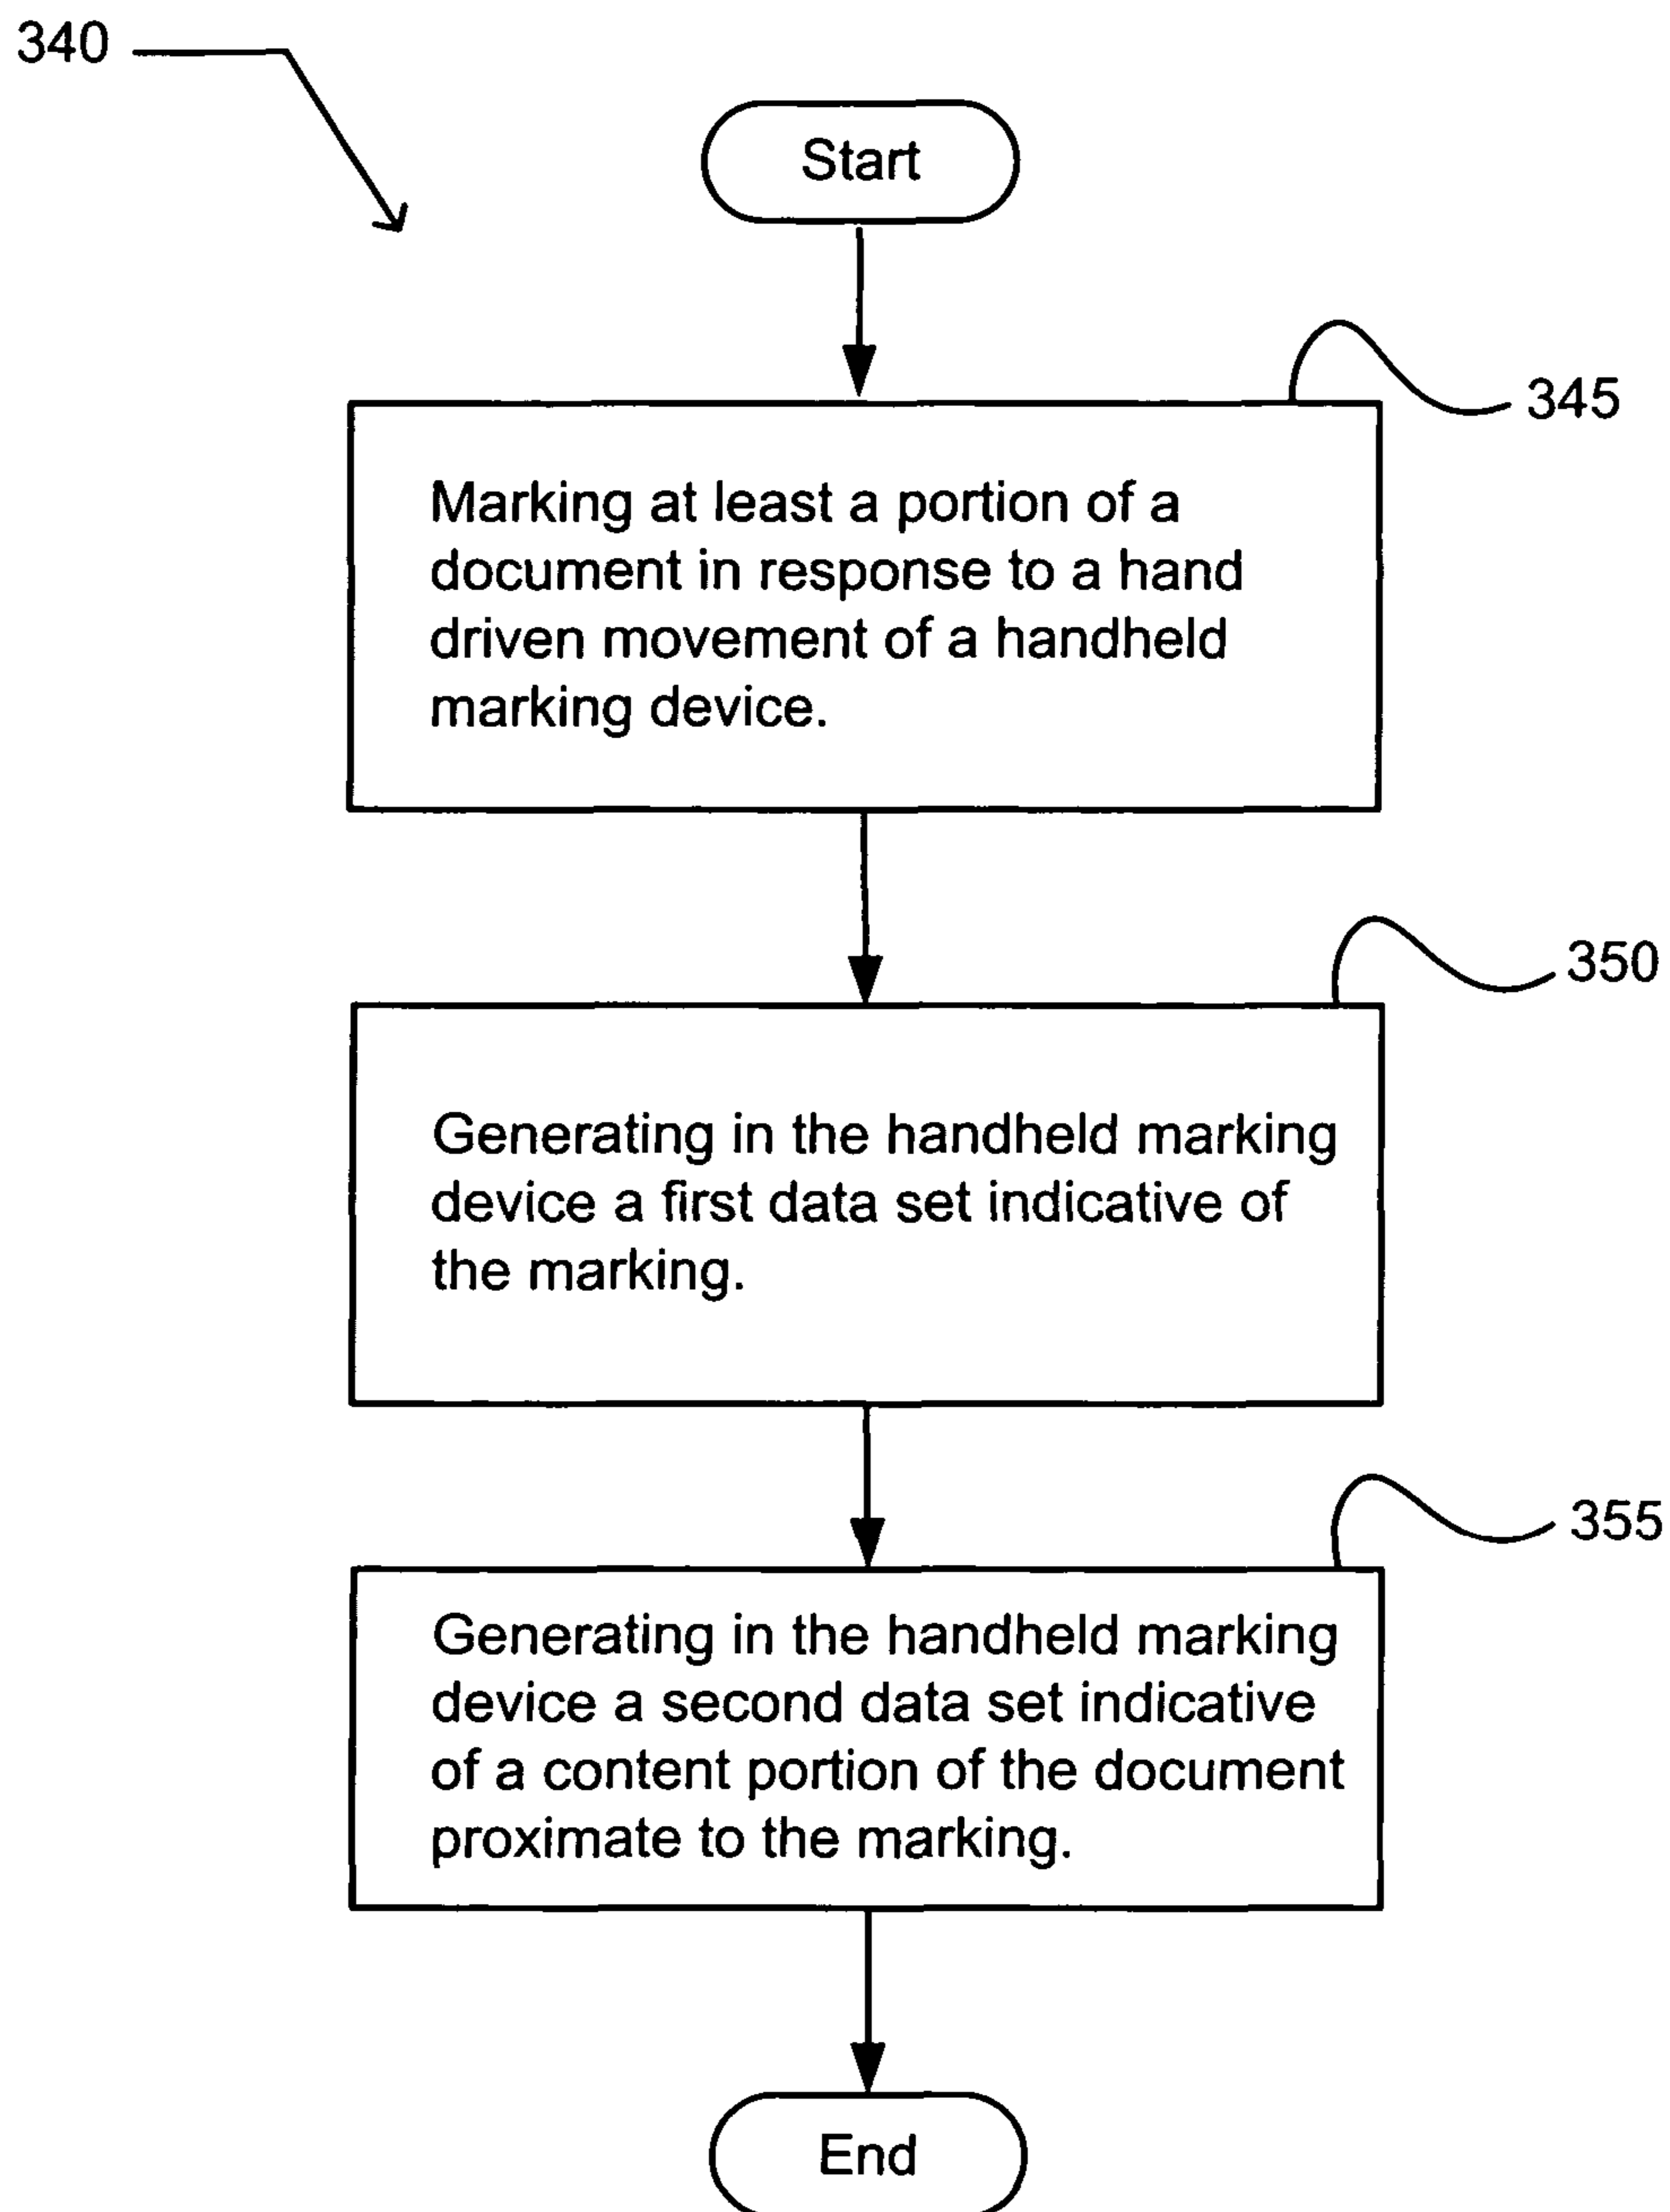 340
Start
345
Marking at least a portion of a
document in response to a hand
driven movement of a handheld
marking device.
350
Generating in the handheld marking
device a first data set indicative of
the marking.
355
Generating in the handheld marking
device a second data set indicative
of a content portion of the document
proximate to the marking.
End